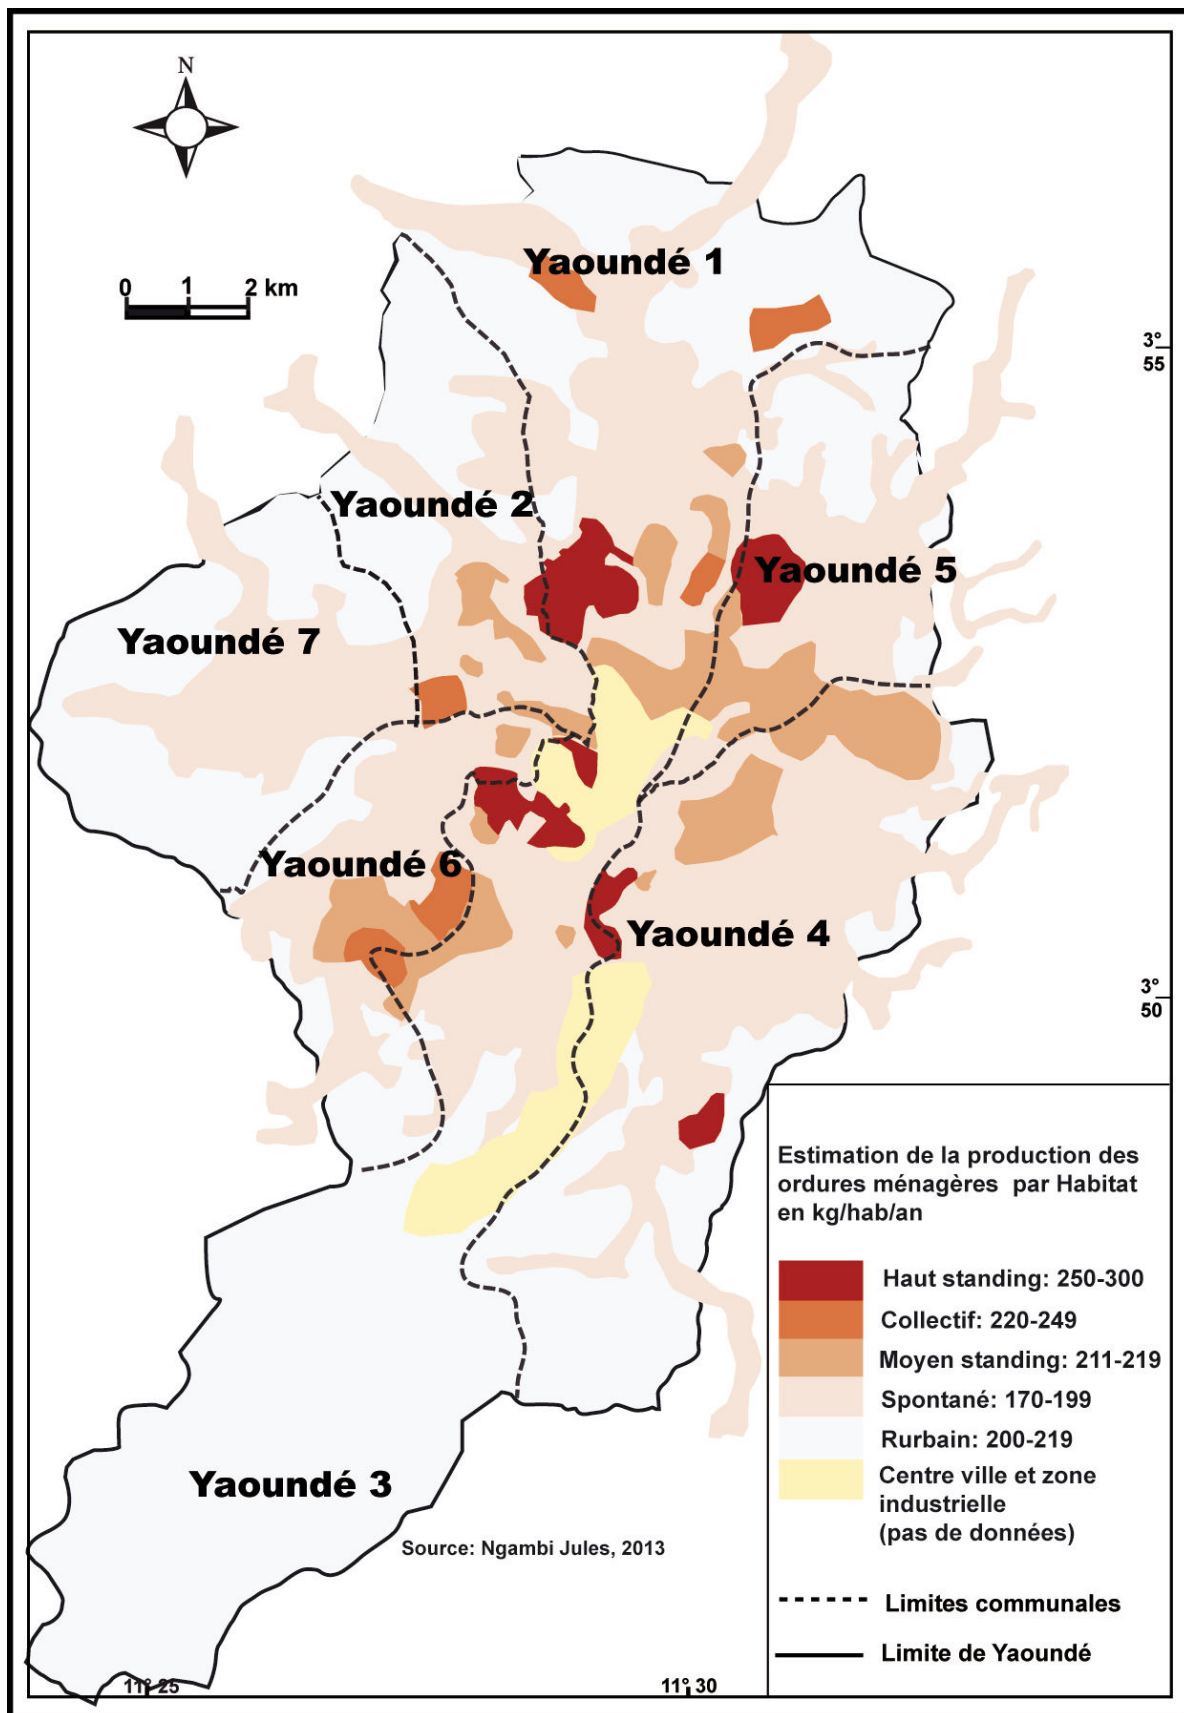 N
0 1 2 km
Yaoundé 1
3°
55
Yaoundé 2
Yaoundé 5
Yaoundé 7
Yaoundé 6
Yaoundé 4
3°
50
Estimation de la production des
ordures ménagères par Habitat
en kg/hab/an
Haut standing: 250-300
Collectif: 220-249
Moyen standing: 211-219
Spontané: 170-199
Rurbain: 200-219
Centre ville et zone
industrielle
(pas de données)
Limites communales
Limite de Yaoundé
Yaoundé 3
Source: Ngambi Jules, 2013
11° 25
11° 30